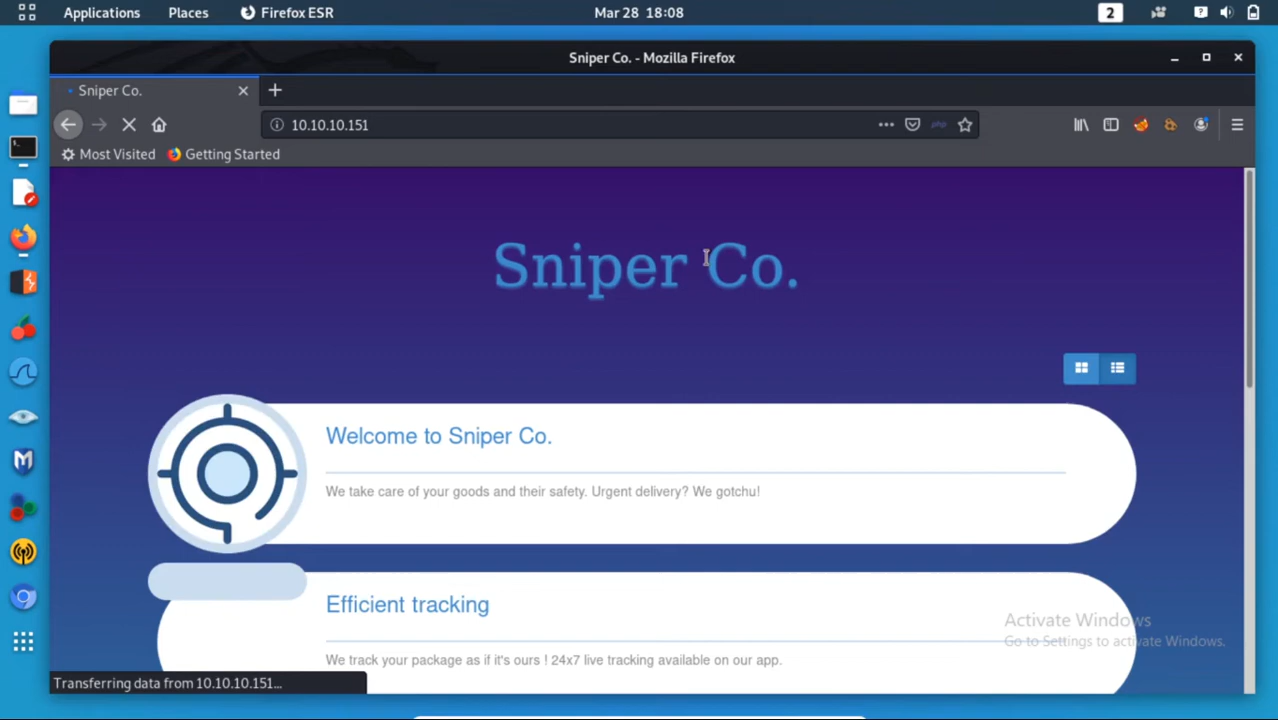 Applications Places Firefox ESR Mar 28 18:08 2
Sniper Co. - Mozilla Firefox
Sniper Co.
10.10.10.151
Most Visited Getting Started
Sniper Co.
Welcome to Sniper Co.
We take care of your goods and their safety. Urgent delivery? We gotchu!
Efficient tracking
We track your package as if it's ours ! 24x7 live tracking available on our app.
Activate Windows
Go to Settings to activate Windows.
Transferring data from 10.10.10.151...